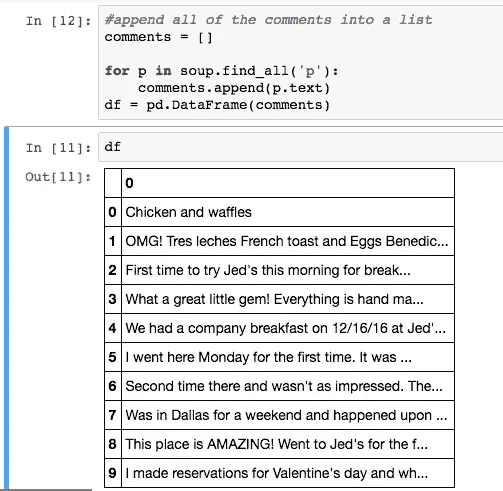 In [12]: #append all of the comments into a list
comments = []
for p in soup.find_all('p'):
    comments.append(p.text)
df = pd.DataFrame(comments)
In [11]: df
Out[11]:
0
0 Chicken and waffles
1 OMG! Tres leches French toast and Eggs Benedic...
2 First time to try Jed's this morning for break...
3 What a great little gem! Everything is hand ma...
4 We had a company breakfast on 12/16/16 at Jed'...
5 I went here Monday for the first time. It was ...
6 Second time there and wasn't as impressed. The...
7 Was in Dallas for a weekend and happened upon ...
8 This place is AMAZING! Went to Jed's for the f...
9 I made reservations for Valentine's day and wh...